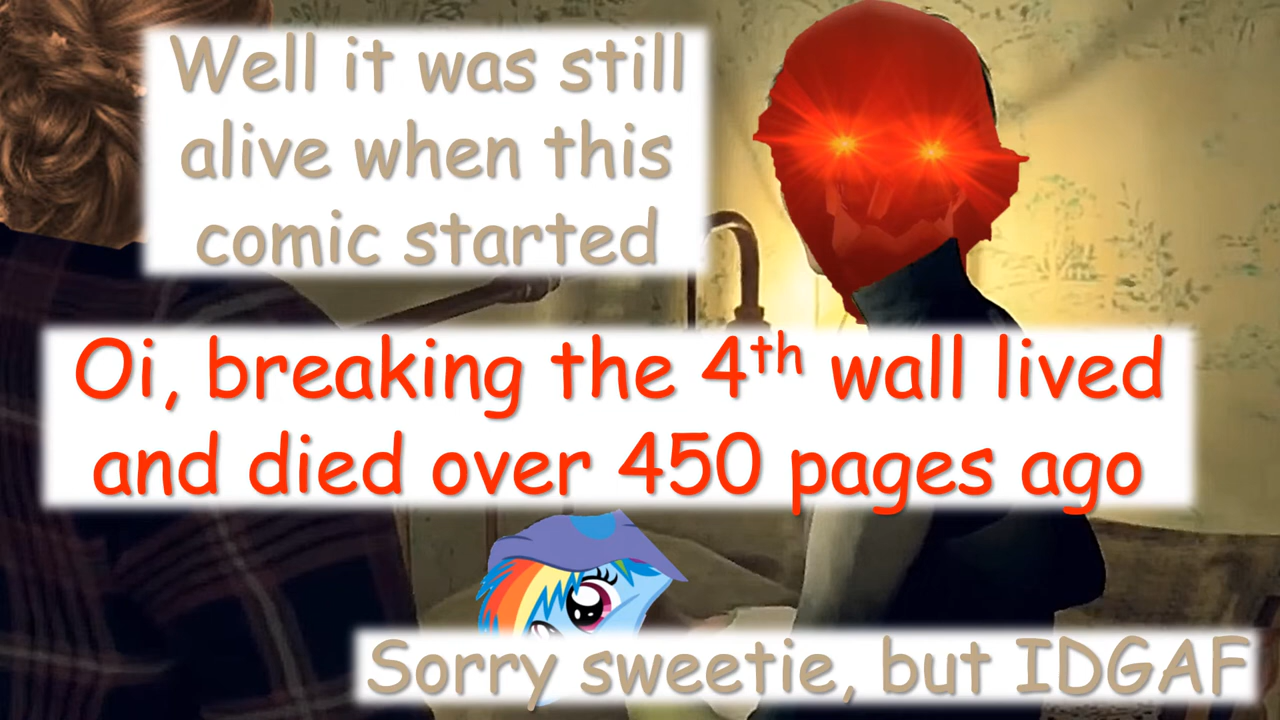 Well it was still
alive when this
comic started
Oi, breaking the 4th wall lived
and died over 450 pages ago
Sorry sweetie, but IDGAF